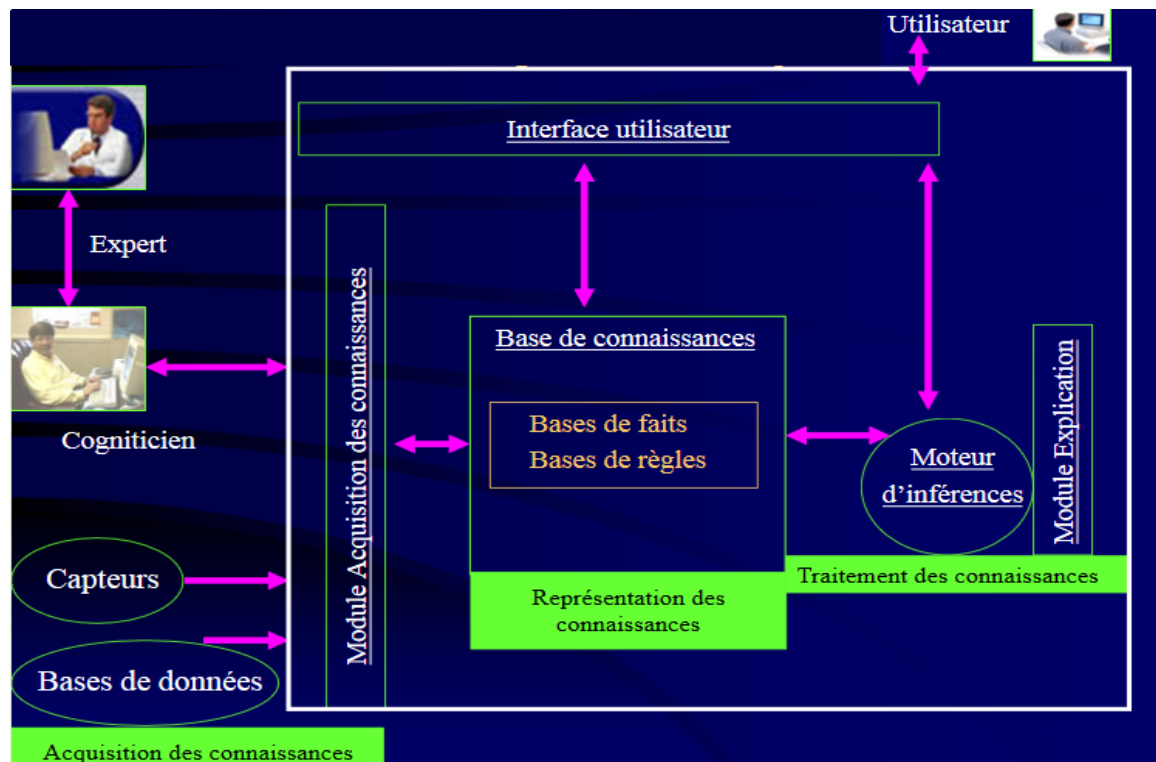 Utilisateur
Interface utilisateur
Expert
Cogniticien
Capteurs
Bases de données
Acquisition des connaissances
Module Acquisition des connaissances
Base de connaissances
Bases de faits
Bases de règles
Représentation des
connaissances
Moteur
d'inférences
Module Explication
Traitement des connaissances